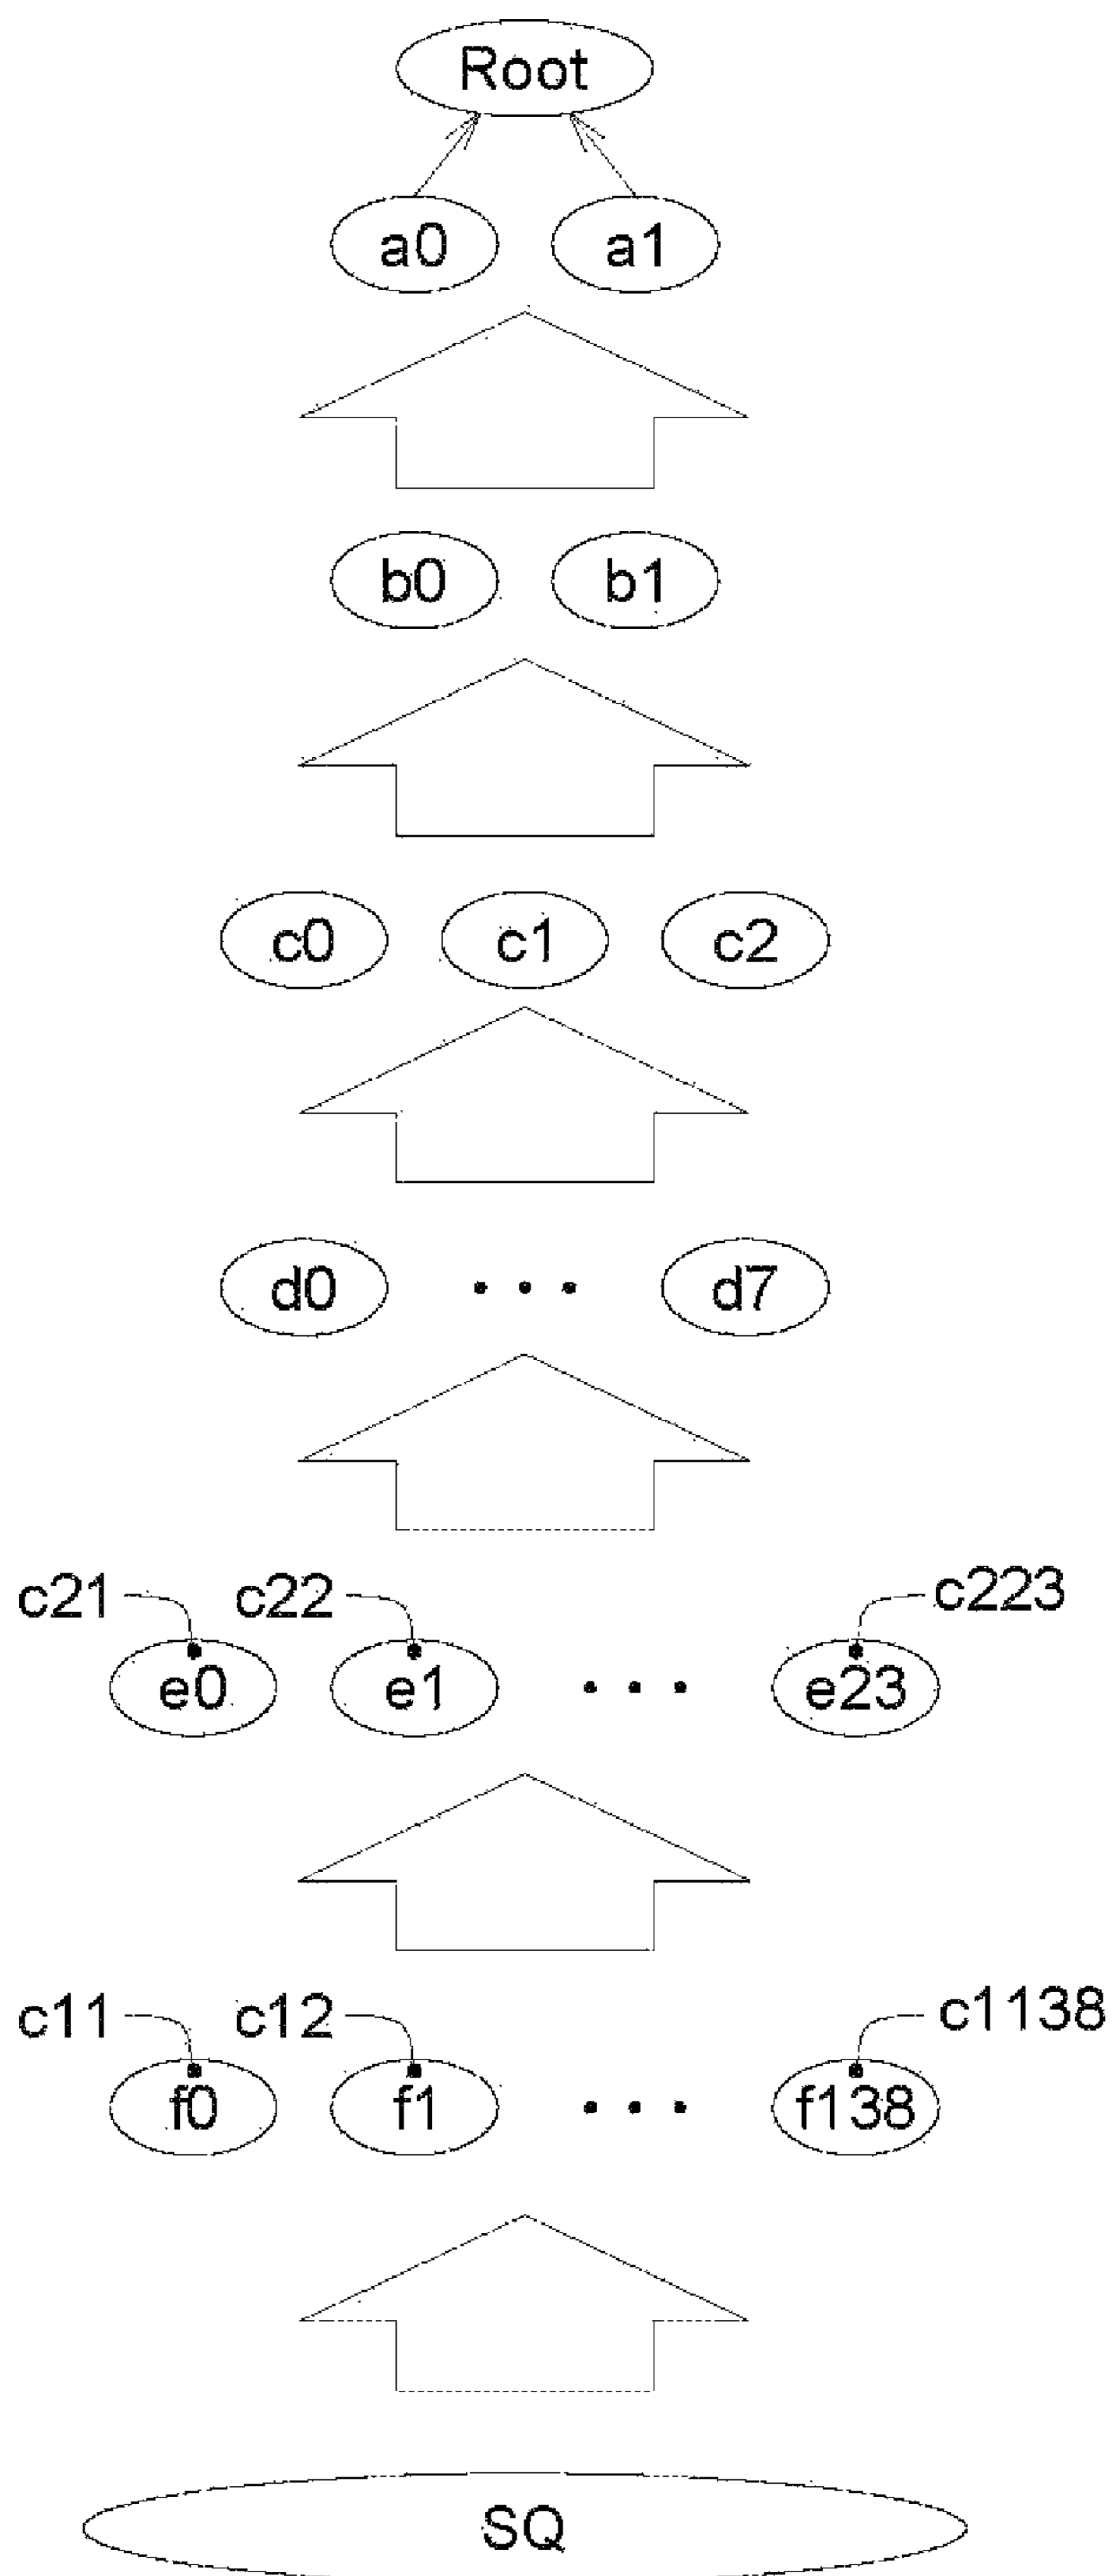 Root
a0 a1
b0 b1
c0 c1 c2
d0 ... d7
c21 c22 c223
e0 e1 ... e23
c11 c12 c1138
f0 f1 ... f138
SQ